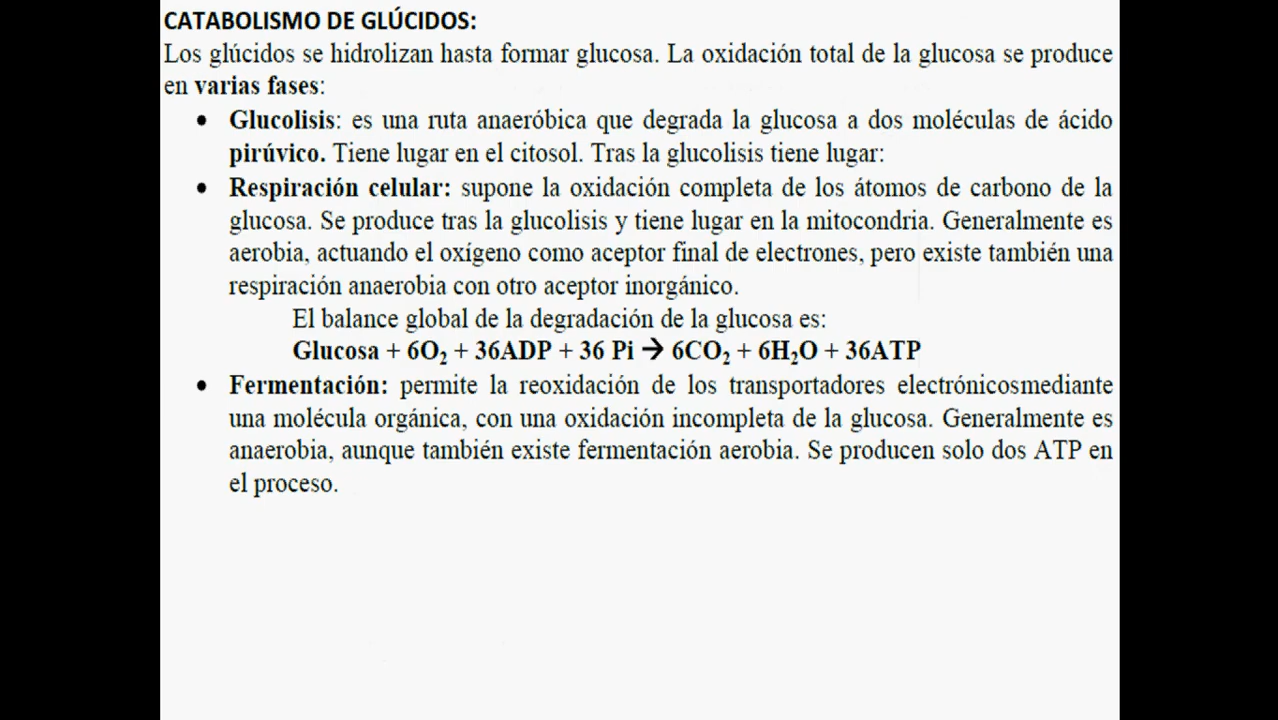 CATABOLISMO DE GLÚCIDOS:
Los glúcidos se hidrolizan hasta formar glucosa. La oxidación total de la glucosa se produce
en varias fases:
• Glucolisis: es una ruta anaeróbica que degrada la glucosa a dos moléculas de ácido
pirúvico. Tiene lugar en el citosol. Tras la glucolisis tiene lugar:
• Respiración celular: supone la oxidación completa de los átomos de carbono de la
glucosa. Se produce tras la glucolisis y tiene lugar en la mitocondria. Generalmente es
aerobia, actuando el oxígeno como aceptor final de electrones, pero existe también una
respiración anaerobia con otro aceptor inorgánico.
El balance global de la degradación de la glucosa es:
Glucosa + 6O₂ + 36ADP + 36 Pi → 6CO₂ + 6H₂O + 36ATP
• Fermentación: permite la reoxidación de los transportadores electrónicosmediante
una molécula orgánica, con una oxidación incompleta de la glucosa. Generalmente es
anaerobia, aunque también existe fermentación aerobia. Se producen solo dos ATP en
el proceso.